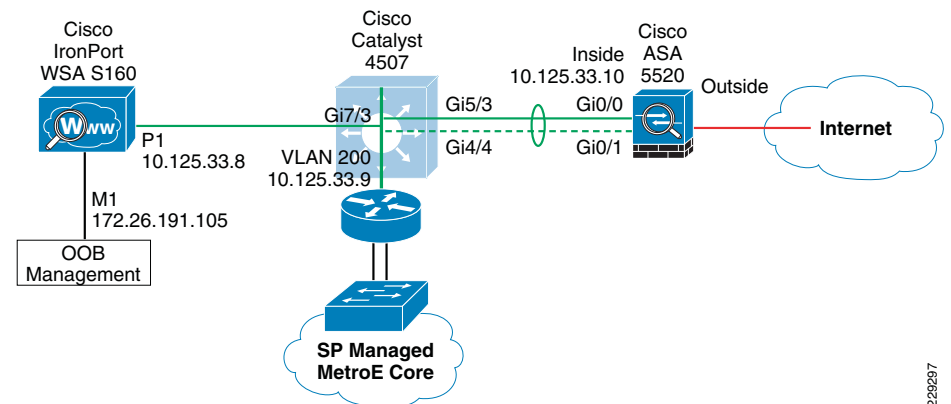 Cisco
IronPort
WSA S160
Www
P1
10.125.33.8
M1
172.26.191.105
OOB
Management
Cisco
Catalyst
4507
Gi7/3
Gi5/3
Gi4/4
VLAN 200
10.125.33.9
SP Managed
MetroE Core
Inside
10.125.33.10
Gi0/0
Gi0/1
Cisco
ASA
5520
Outside
Internet
229297